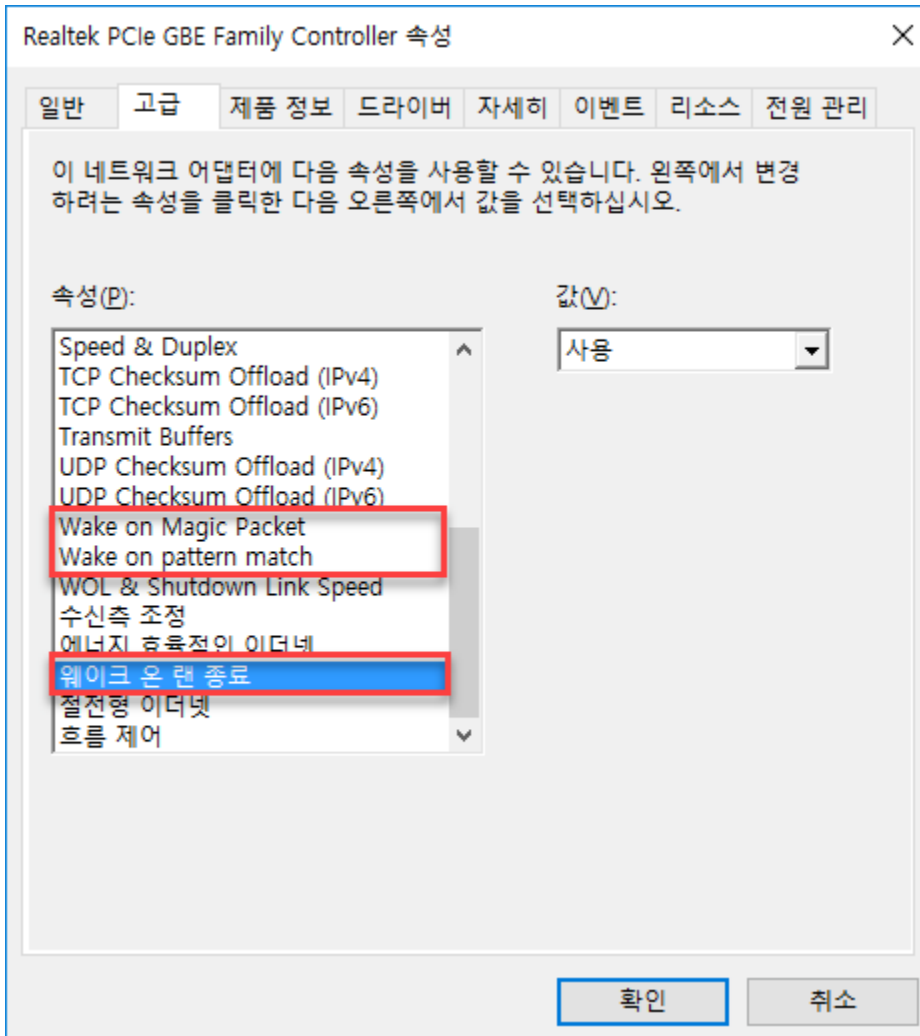 Realtek PCIe GBE Family Controller 속성
일반 고급 제품 정보 드라이버 자세히 이벤트 리소스 전원 관리
이 네트워크 어댑터에 다음 속성을 사용할 수 있습니다. 왼쪽에서 변경
하려는 속성을 클릭한 다음 오른쪽에서 값을 선택하십시오.
속성(P): 값(V):
Speed & Duplex 사용
TCP Checksum Offload (IPv4)
TCP Checksum Offload (IPv6)
Transmit Buffers
UDP Checksum Offload (IPv4)
UDP Checksum Offload (IPv6)
Wake on Magic Packet
Wake on pattern match
WOL & Shutdown Link Speed
수신측 조정
에너지 효율적인 이더넷
웨이크 온 랜 종료
절전형 이더넷
흐름 제어
확인 취소